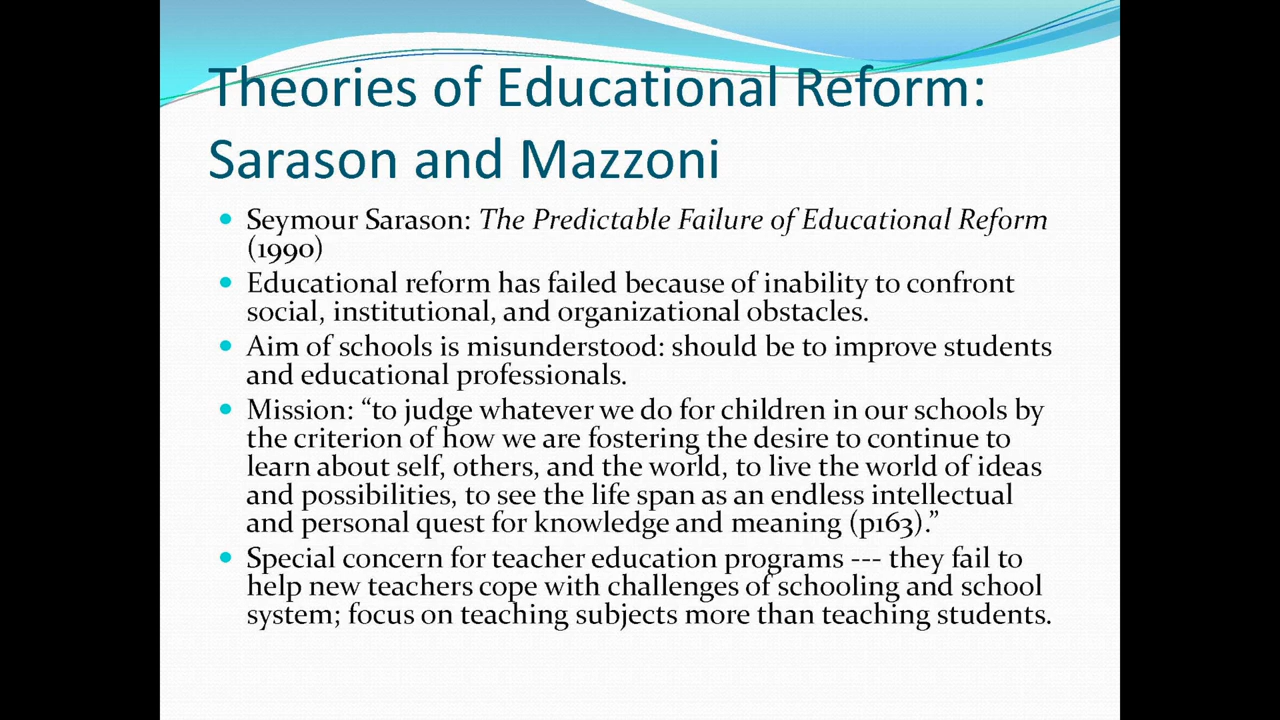 Theories of Educational Reform:
Sarason and Mazzoni
• Seymour Sarason: The Predictable Failure of Educational Reform
(1990)
• Educational reform has failed because of inability to confront
social, institutional, and organizational obstacles.
• Aim of schools is misunderstood: should be to improve students
and educational professionals.
• Mission: “to judge whatever we do for children in our schools by
the criterion of how we are fostering the desire to continue to
learn about self, others, and the world, to live the world of ideas
and possibilities, to see the life span as an endless intellectual
and personal quest for knowledge and meaning (p163).”
• Special concern for teacher education programs --- they fail to
help new teachers cope with challenges of schooling and school
system; focus on teaching subjects more than teaching students.